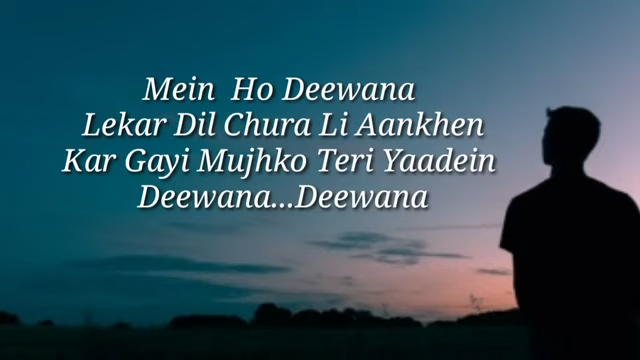 Mein Ho Deewana
Lekar Dil Chura Li Aankhen
Kar Gayi Mujhko Teri Yaadein
Deewana...Deewana